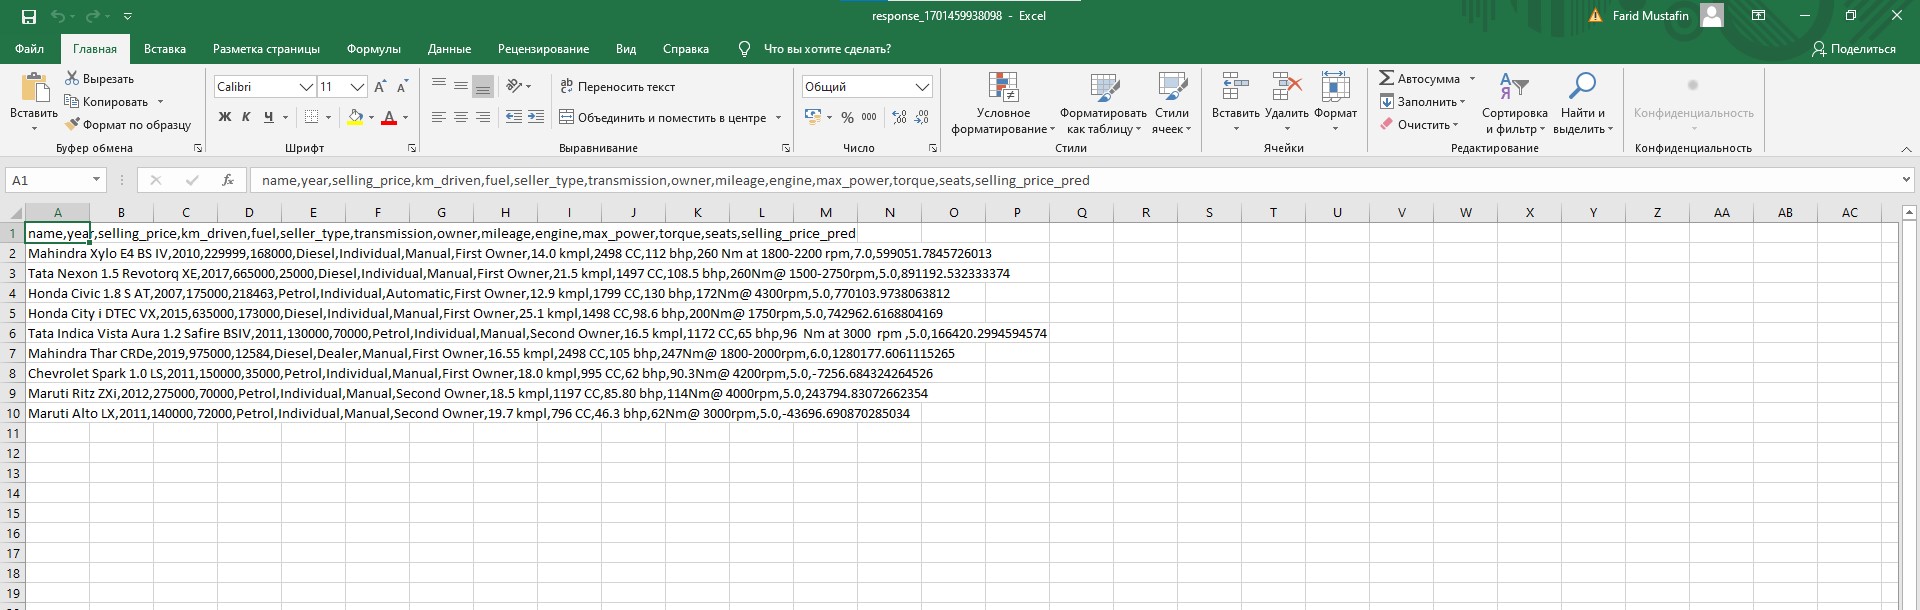 response_1701459938098 - Excel
Farid Mustafin
Файл Главная Вставка Разметка страницы Формулы Данные Рецензирование Вид Справка Что вы хотите сделать? Поделиться
Вставить
Вырезать
Копировать
Формат по образцу
Буфер обмена
Calibri 11
Ж К Ч
Шрифт
Переносить текст
Объединить и поместить в центре
Выравнивание
Общий
% 000
Число
Условное форматирование
Форматировать как таблицу
Стили ячеек
Стили
Вставить Удалить Формат
Ячейки
Автосумма
Заполнить
Очистить
Сортировка и фильтр
Найти и выделить
Редактирование
Конфиденциальность
Конфиденциальность
A1 fx name,year,selling_price,km_driven,fuel,seller_type,transmission,owner,mileage,engine,max_power,torque,seats,selling_price_pred
A B C D E F G H I J K L M N O P Q R S T U V W X Y Z AA AB AC
1 name,year,selling_price,km_driven,fuel,seller_type,transmission,owner,mileage,engine,max_power,torque,seats,selling_price_pred
2 Mahindra Xylo E4 BS IV,2010,229999,168000,Diesel,Individual,Manual,First Owner,14.0 kmpl,2498 CC,112 bhp,260 Nm at 1800-2200 rpm,7.0,599051.7845726013
3 Tata Nexon 1.5 Revotorq XE,2017,665000,25000,Diesel,Individual,Manual,First Owner,21.5 kmpl,1497 CC,108.5 bhp,260Nm@ 1500-2750rpm,5.0,891192.532333374
4 Honda Civic 1.8 S AT,2007,175000,218463,Petrol,Individual,Automatic,First Owner,12.9 kmpl,1799 CC,130 bhp,172Nm@ 4300rpm,5.0,770103.9738063812
5 Honda City i DTEC VX,2015,635000,173000,Diesel,Individual,Manual,First Owner,25.1 kmpl,1498 CC,98.6 bhp,200Nm@ 1750rpm,5.0,742962.6168804169
6 Tata Indica Vista Aura 1.2 Safire BSIV,2011,130000,70000,Petrol,Individual,Manual,Second Owner,16.5 kmpl,1172 CC,65 bhp,96  Nm at 3000  rpm ,5.0,166420.2994594574
7 Mahindra Thar CRDe,2019,975000,12584,Diesel,Dealer,Manual,First Owner,16.55 kmpl,2498 CC,105 bhp,247Nm@ 1800-2000rpm,6.0,1280177.6061115265
8 Chevrolet Spark 1.0 LS,2011,150000,35000,Petrol,Individual,Manual,First Owner,18.0 kmpl,995 CC,62 bhp,90.3Nm@ 4200rpm,5.0,-7256.684324264526
9 Maruti Ritz ZXi,2012,275000,70000,Petrol,Individual,Manual,Second Owner,18.5 kmpl,1197 CC,85.80 bhp,114Nm@ 4000rpm,5.0,243794.83072662354
10 Maruti Alto LX,2011,140000,72000,Petrol,Individual,Manual,Second Owner,19.7 kmpl,796 CC,46.3 bhp,62Nm@ 3000rpm,5.0,-43696.690870285034
11
12
13
14
15
16
17
18
19